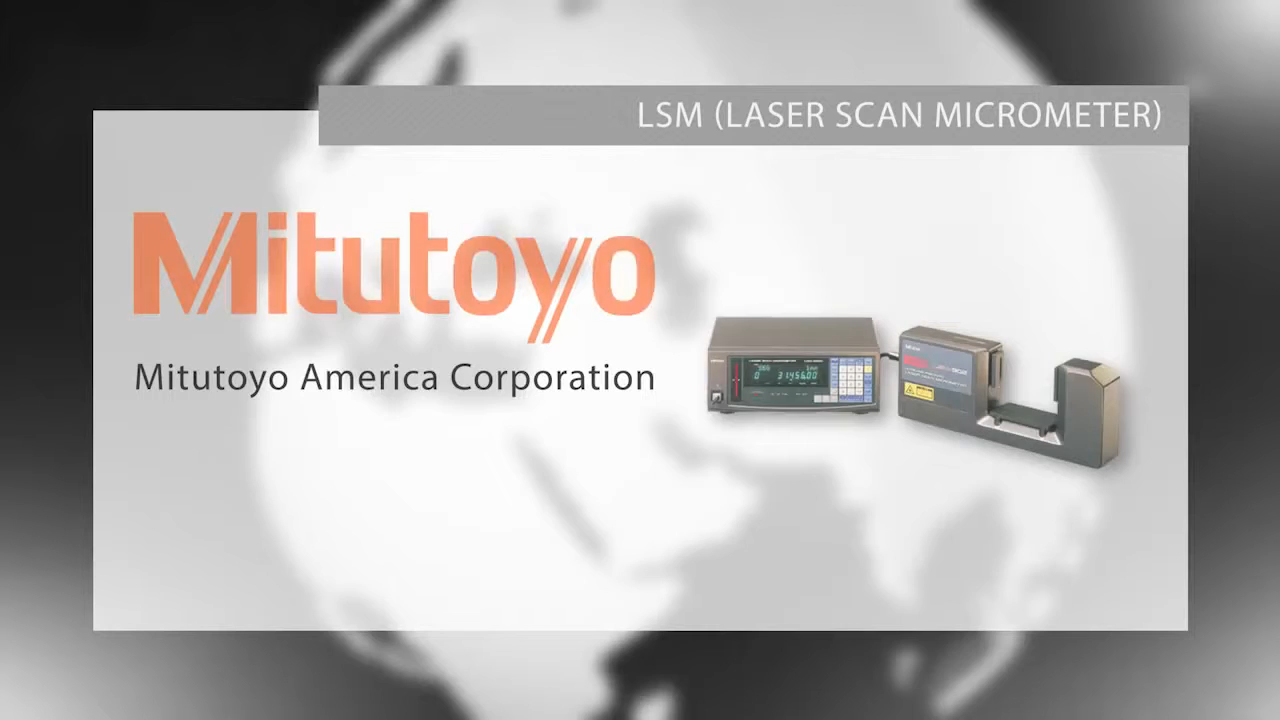 LSM (LASER SCAN MICROMETER)
Mitutoyo
Mitutoyo America Corporation